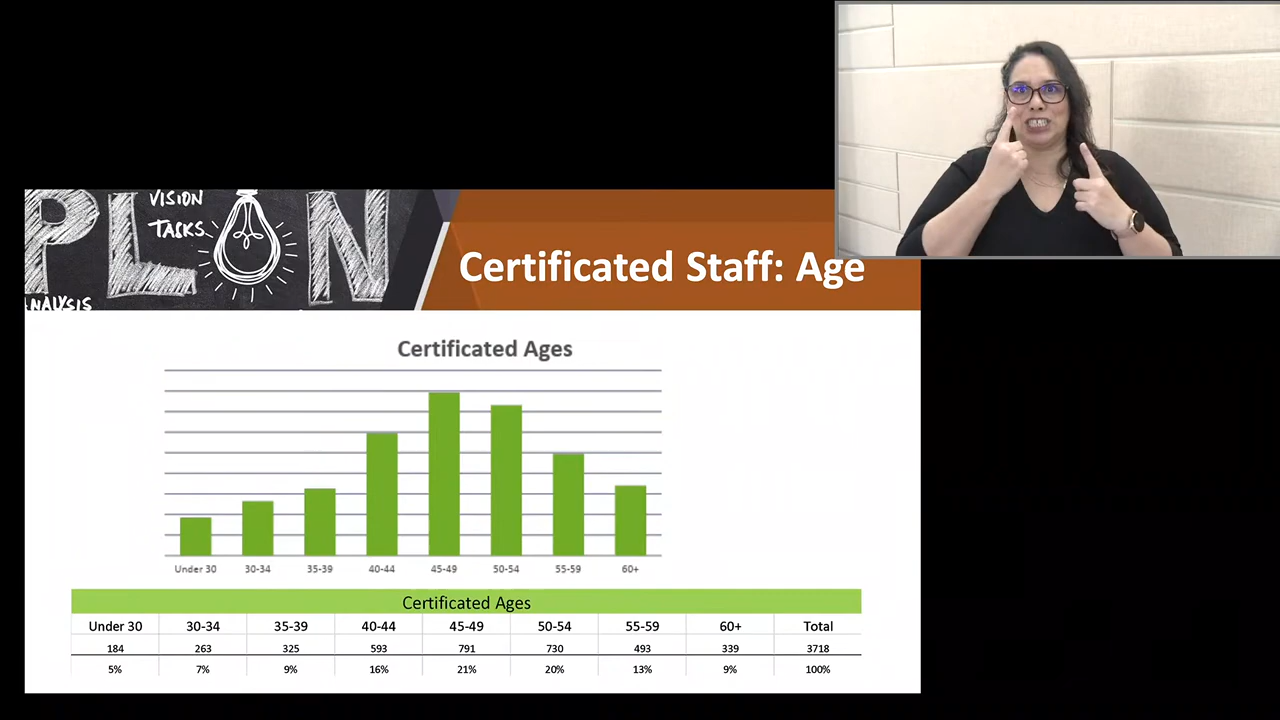 PLAN
VISION
TASKS
ANALYSIS
Certificated Staff: Age
Certificated Ages
Under 30 30-34 35-39 40-44 45-49 50-54 55-59 60+
Certificated Ages
Under 30 30-34 35-39 40-44 45-49 50-54 55-59 60+ Total
184 263 325 593 791 730 493 339 3718
5% 7% 9% 16% 21% 20% 13% 9% 100%